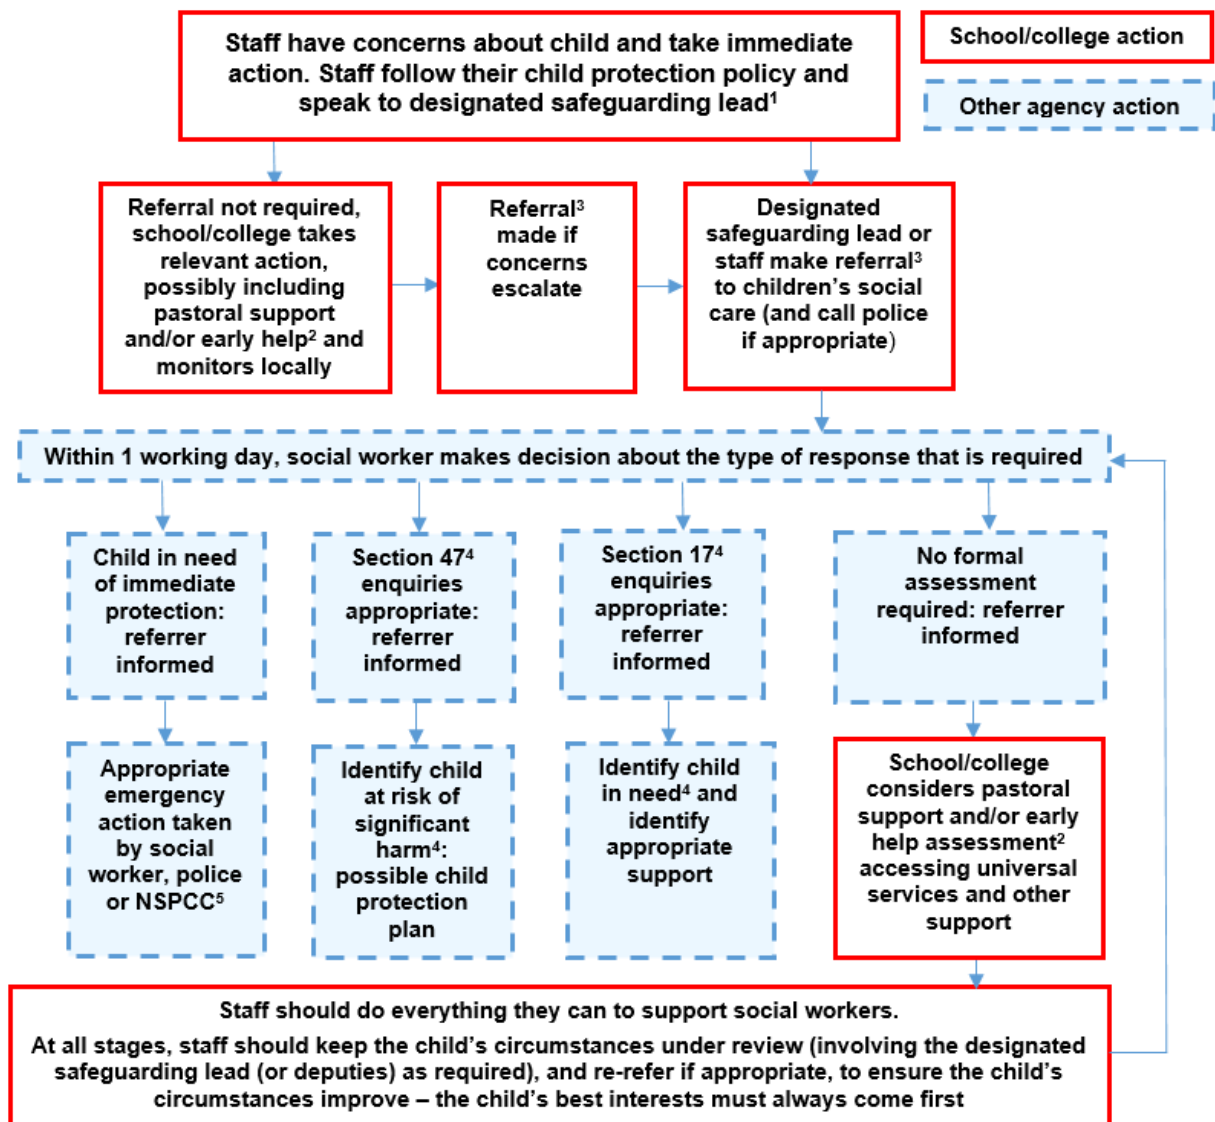 Staff have concerns about child and take immediate
action. Staff follow their child protection policy and
speak to designated safeguarding lead¹
School/college action
Other agency action
Referral not required,
school/college takes
relevant action,
possibly including
pastoral support
and/or early help² and
monitors locally
Referral³
made if
concerns
escalate
Designated
safeguarding lead or
staff make referral³
to children’s social
care (and call police
if appropriate)
Within 1 working day, social worker makes decision about the type of response that is required
Child in need
of immediate
protection:
referrer
informed
Section 47⁴
enquiries
appropriate:
referrer
informed
Section 17⁴
enquiries
appropriate:
referrer
informed
No formal
assessment
required: referrer
informed
Appropriate
emergency
action taken
by social
worker, police
or NSPCC⁵
Identify child
at risk of
significant
harm⁴:
possible child
protection
plan
Identify child
in need⁴ and
identify
appropriate
support
School/college
considers pastoral
support and/or early
help assessment²
accessing universal
services and other
support
Staff should do everything they can to support social workers.
At all stages, staff should keep the child’s circumstances under review (involving the designated
safeguarding lead (or deputies) as required), and re-refer if appropriate, to ensure the child’s
circumstances improve – the child’s best interests must always come first